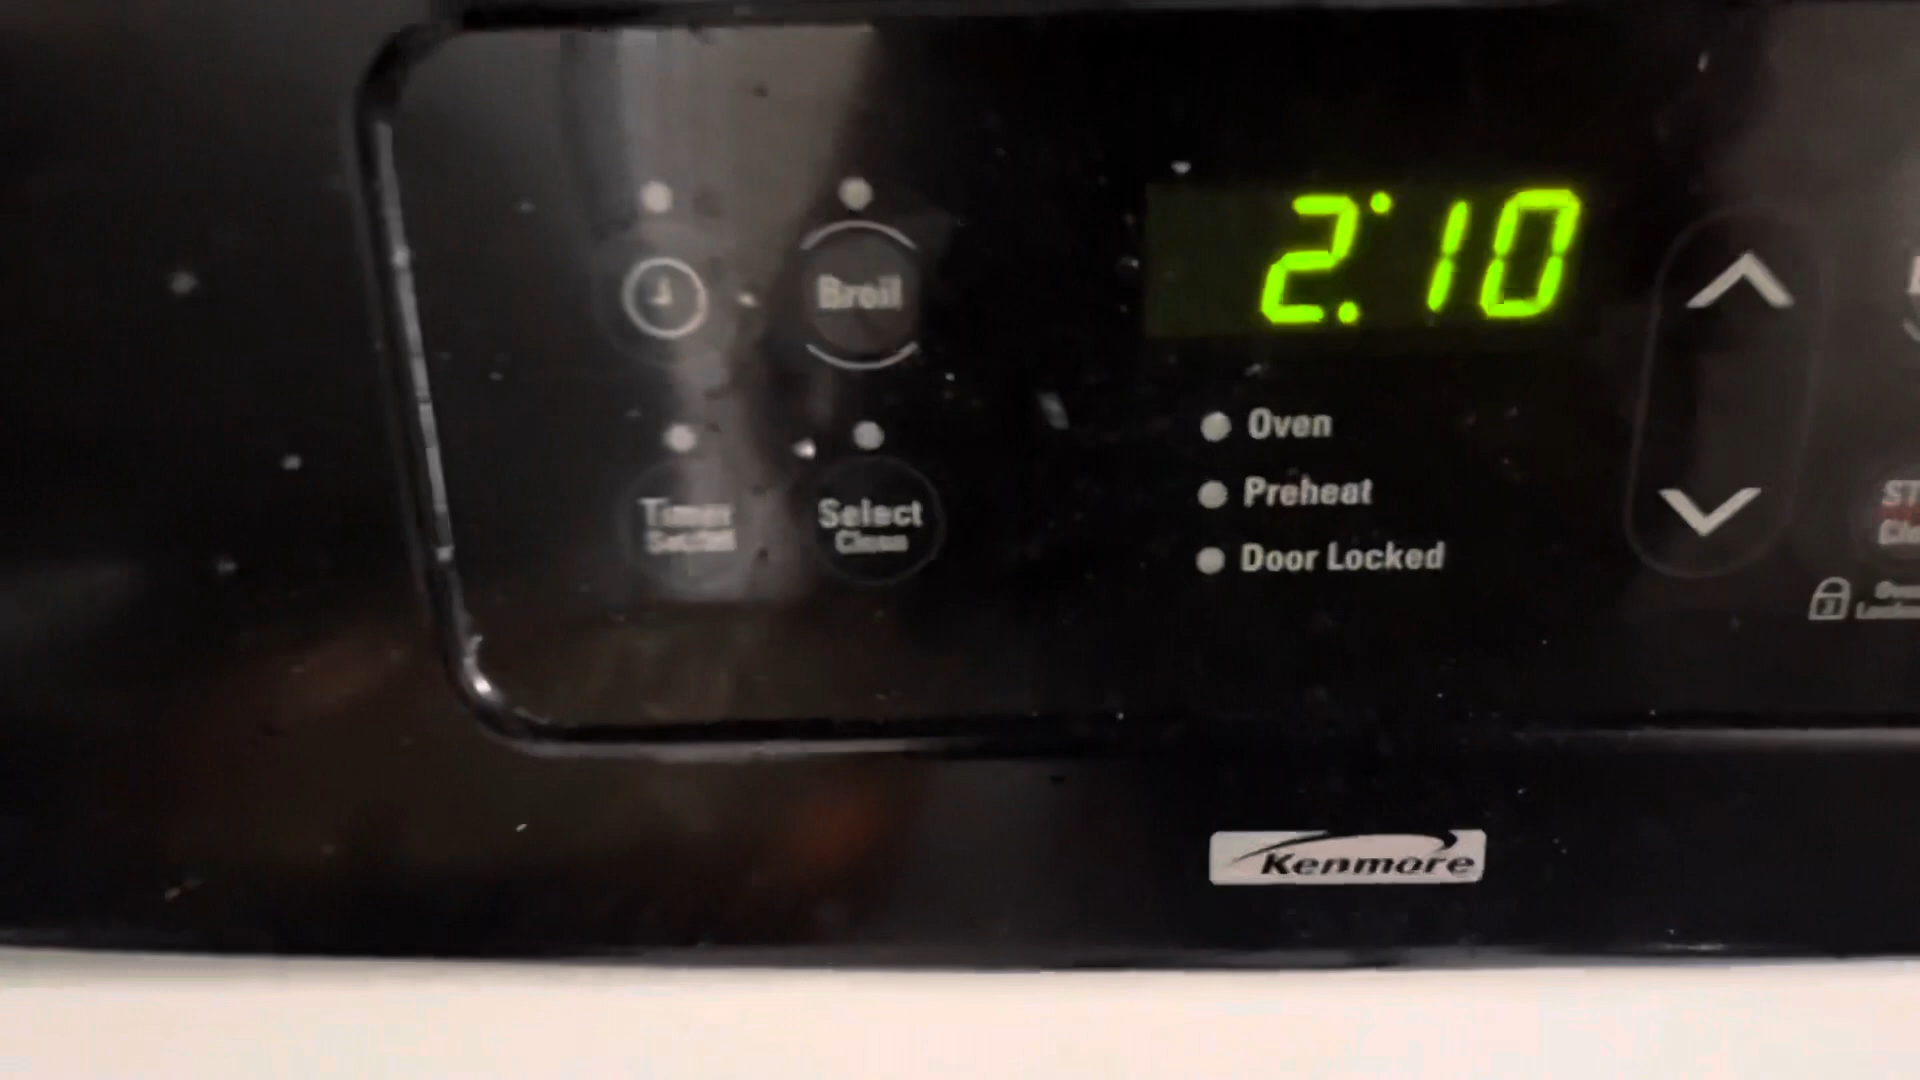 2:10
Broil
Timer
Select
Clean
Oven
Preheat
Door Locked
Kenmore